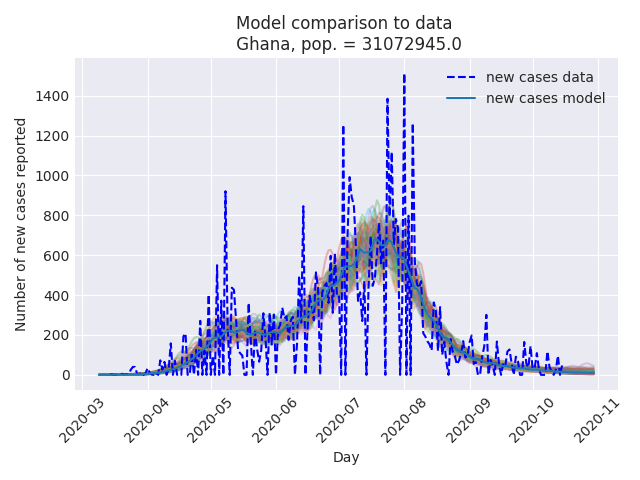 Model comparison to data
Ghana, pop. = 31072945.0
new cases data
new cases model
Number of new cases reported
1400
1200
1000
800
600
400
200
0
2020-03
2020-04
2020-05
2020-06
2020-07
2020-08
2020-09
2020-10
2020-11
Day